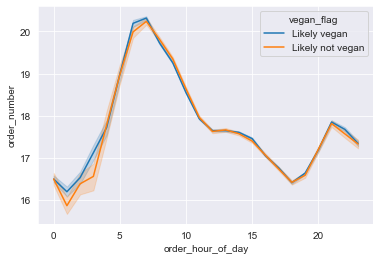 vegan_flag
Likely vegan
Likely not vegan
order_number
20
19
18
17
16
0
5
10
15
20
order_hour_of_day